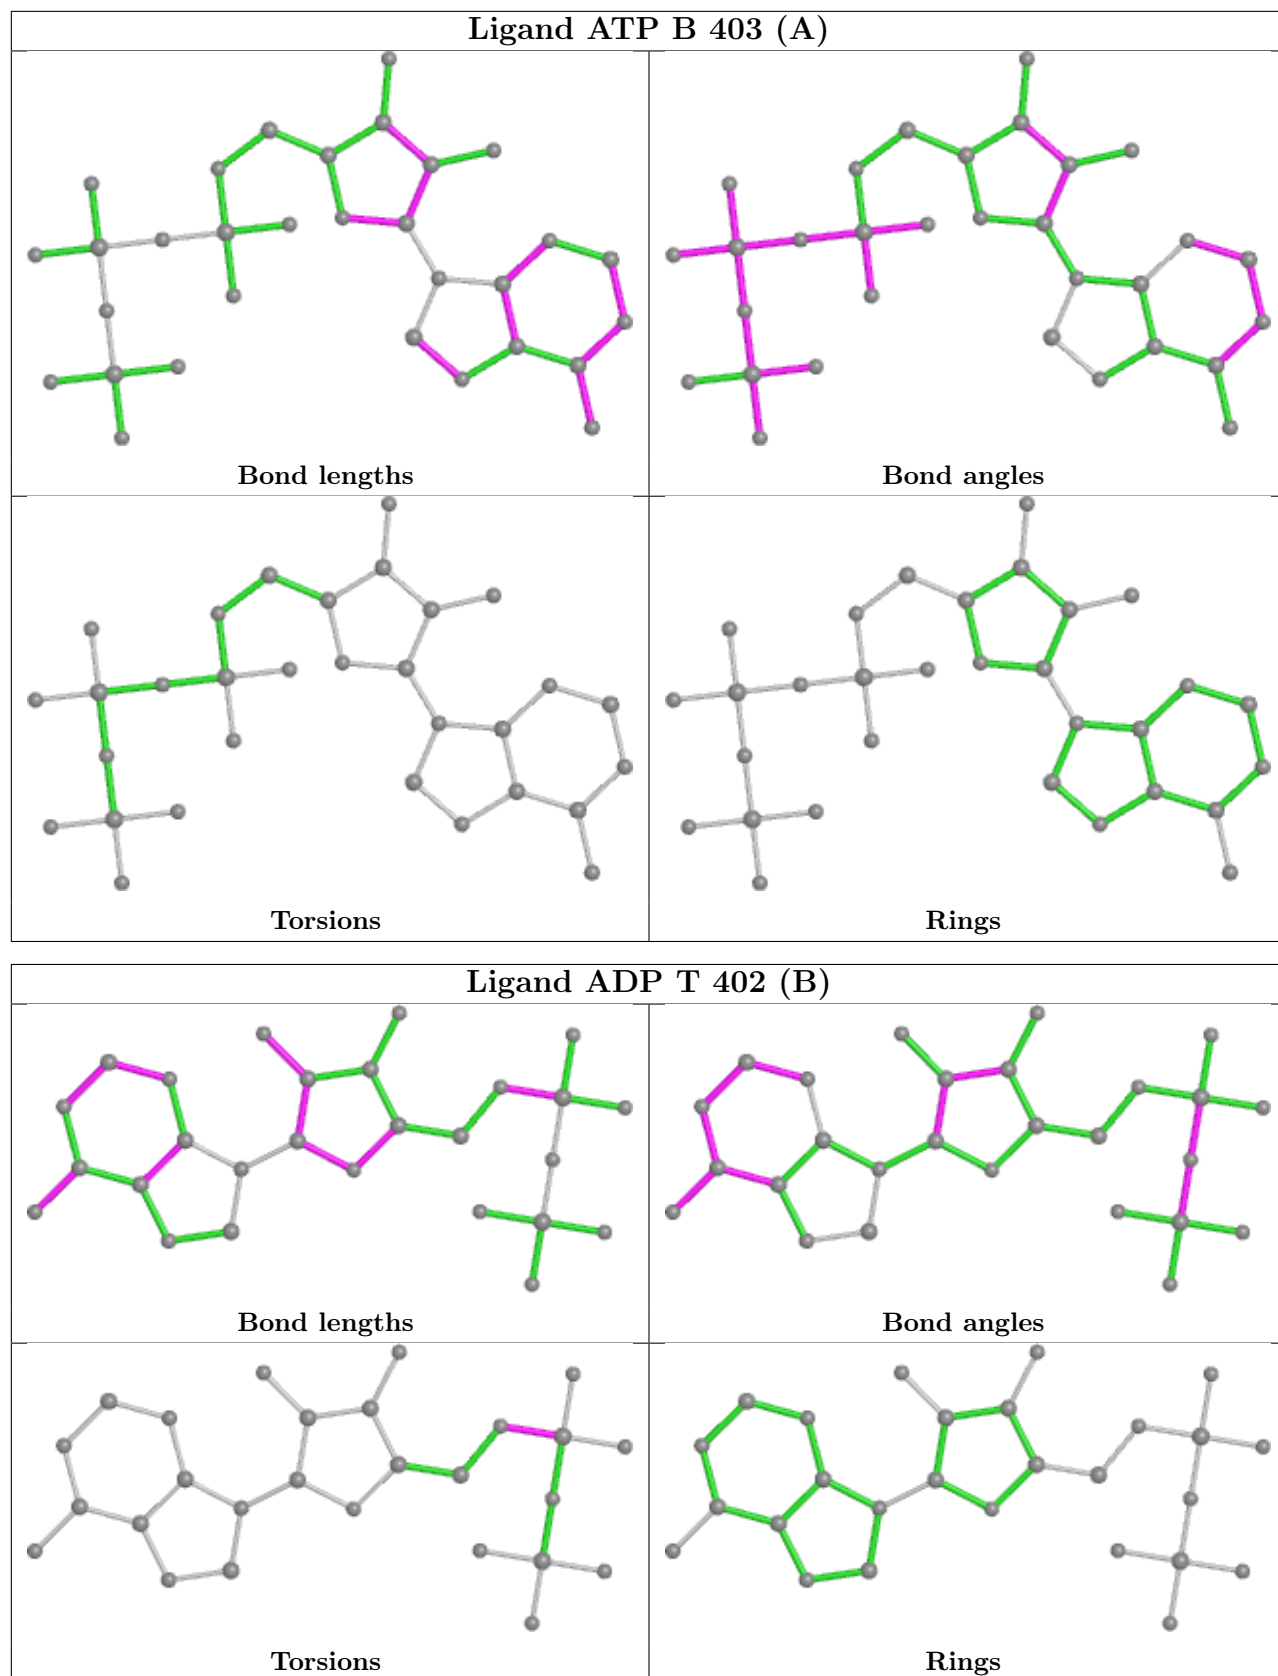 Ligand ATP B 403 (A)
Bond lengths
Bond angles
Torsions
Rings
Ligand ADP T 402 (B)
Bond lengths
Bond angles
Torsions
Rings